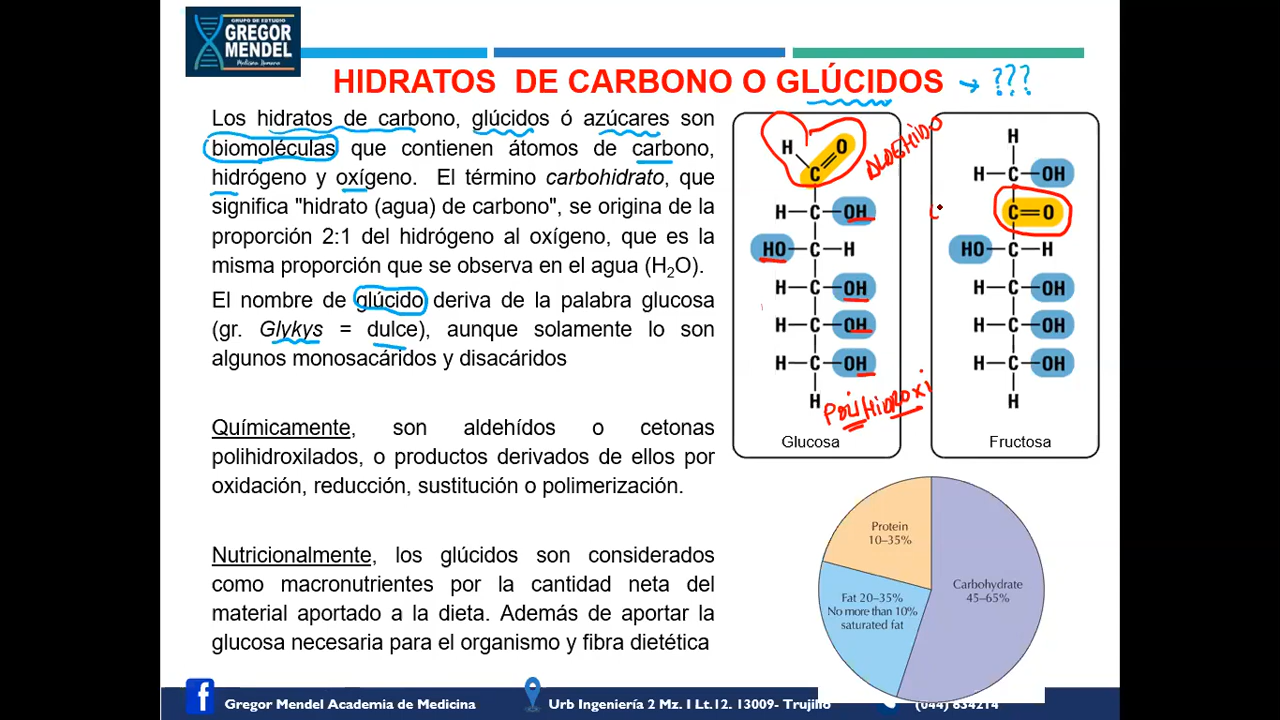 GRUPO DE ESTUDIO
GREGOR
MENDEL
Medicina Humana
HIDRATOS DE CARBONO O GLÚCIDOS → ???
Los hidratos de carbono, glúcidos ó azúcares son
biomoléculas que contienen átomos de carbono,
hidrógeno y oxígeno. El término carbohidrato, que
significa "hidrato (agua) de carbono", se origina de la
proporción 2:1 del hidrógeno al oxígeno, que es la
misma proporción que se observa en el agua (H₂O).
El nombre de glúcido deriva de la palabra glucosa
(gr. Glykys = dulce), aunque solamente lo son
algunos monosacáridos y disacáridos
Químicamente, son aldehídos o cetonas
polihidroxilados, o productos derivados de ellos por
oxidación, reducción, sustitución o polimerización.
Nutricionalmente, los glúcidos son considerados
como macronutrientes por la cantidad neta del
material aportado a la dieta. Además de aportar la
glucosa necesaria para el organismo y fibra dietética
H O
C
H—C—OH
HO—C—H
H—C—OH
H—C—OH
H—C—OH
H
ALDEHÍDO
POLIHIDROXI
Glucosa
H
H—C—OH
C=O
HO—C—H
H—C—OH
H—C—OH
H—C—OH
H
Fructosa
Protein
10–35%
Carbohydrate
45–65%
Fat 20–35%
No more than 10%
saturated fat
Gregor Mendel Academia de Medicina
Urb Ingeniería 2 Mz. I Lt.12. 13009- Trujillo
(044) 634214